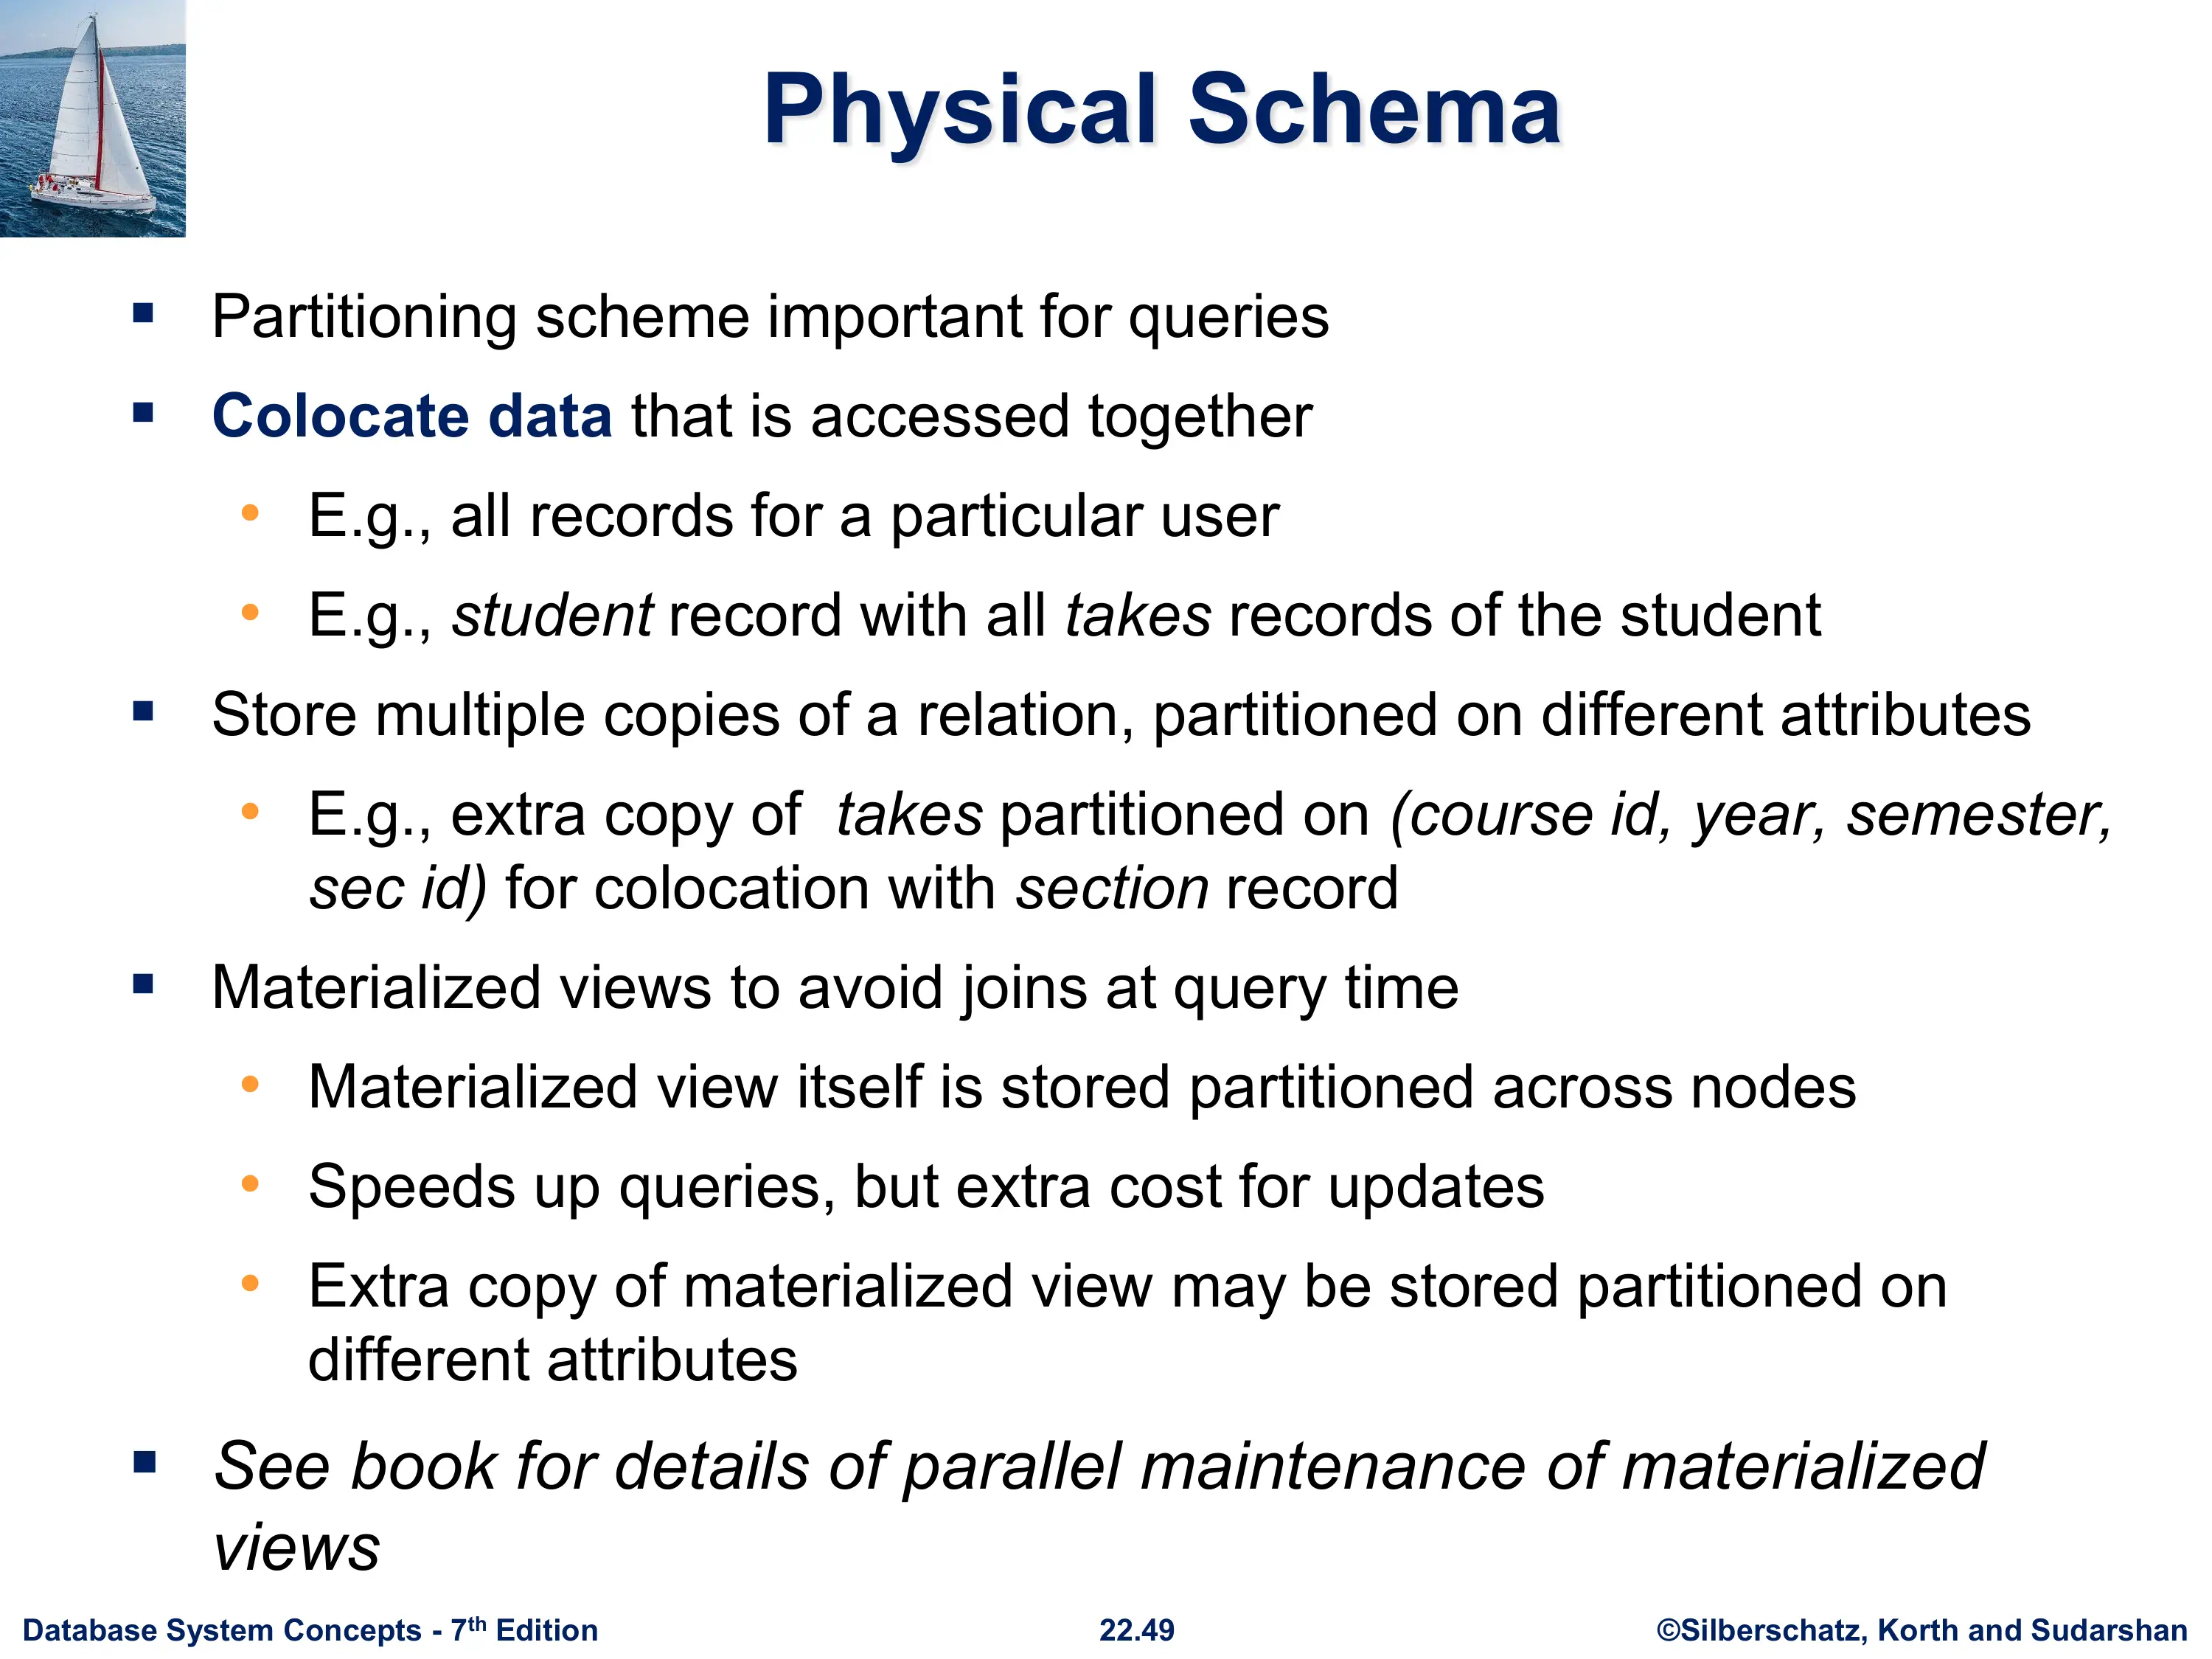 Physical Schema
▪ Partitioning scheme important for queries
▪ Colocate data that is accessed together
• E.g., all records for a particular user
• E.g., student record with all takes records of the student
▪ Store multiple copies of a relation, partitioned on different attributes
• E.g., extra copy of  takes partitioned on (course id, year, semester,
sec id) for colocation with section record
▪ Materialized views to avoid joins at query time
• Materialized view itself is stored partitioned across nodes
• Speeds up queries, but extra cost for updates
• Extra copy of materialized view may be stored partitioned on
different attributes
▪ See book for details of parallel maintenance of materialized
views
Database System Concepts - 7th Edition
22.49
©Silberschatz, Korth and Sudarshan